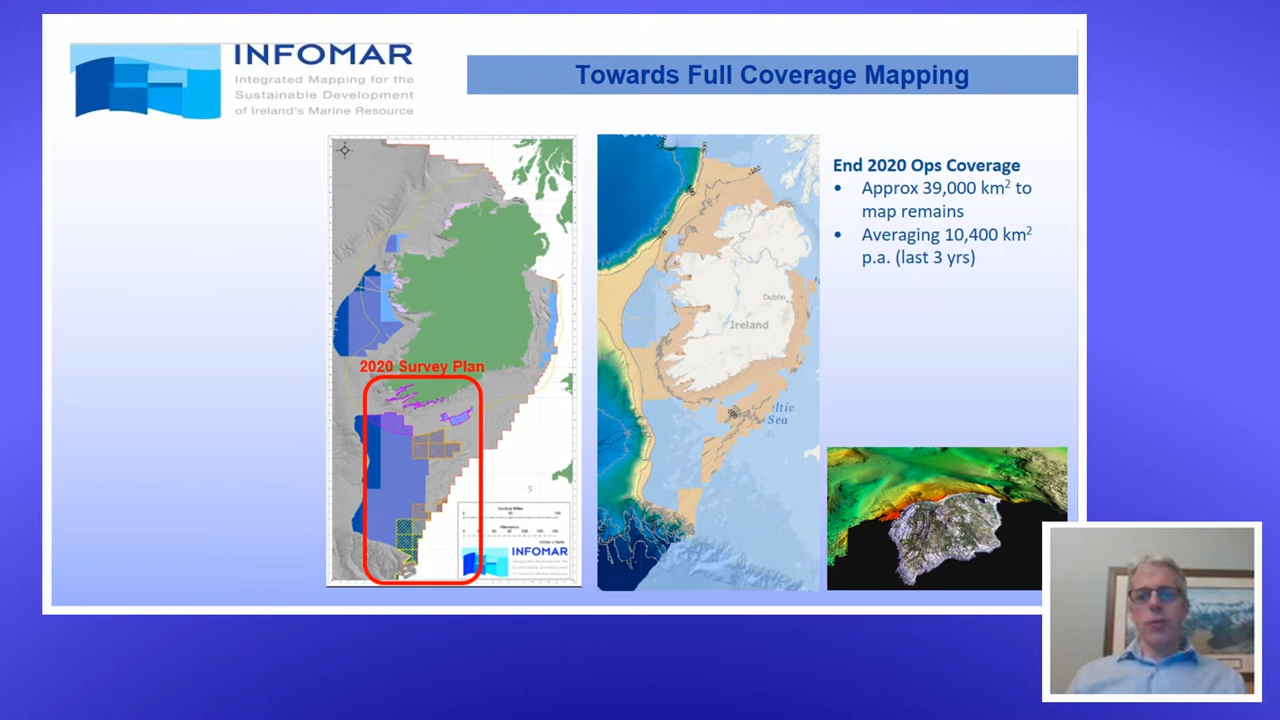 INFOMAR
Integrated Mapping for the
Sustainable Development
of Ireland's Marine Resource
Towards Full Coverage Mapping
2020 Survey Plan
INFOMAR
Dublin
Ireland
ltic
Sea
End 2020 Ops Coverage
• Approx 39,000 km² to
map remains
• Averaging 10,400 km²
p.a. (last 3 yrs)